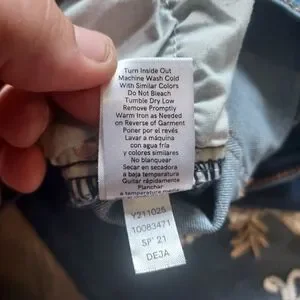 Turn Inside Out
Machine Wash Cold
With Similar Colors
Do Not Bleach
Tumble Dry Low
Remove Promptly
Warm Iron as Needed
on Reverse of Garment
Poner por el revés
Lavar a máquina
con agua fría
y colores similares
No blanquear
Secar en secadora
a baja temperatura
Quitar rápidamente
Planchar
a temperatura medie
Y211025
10083471
SP' 21
DEJA